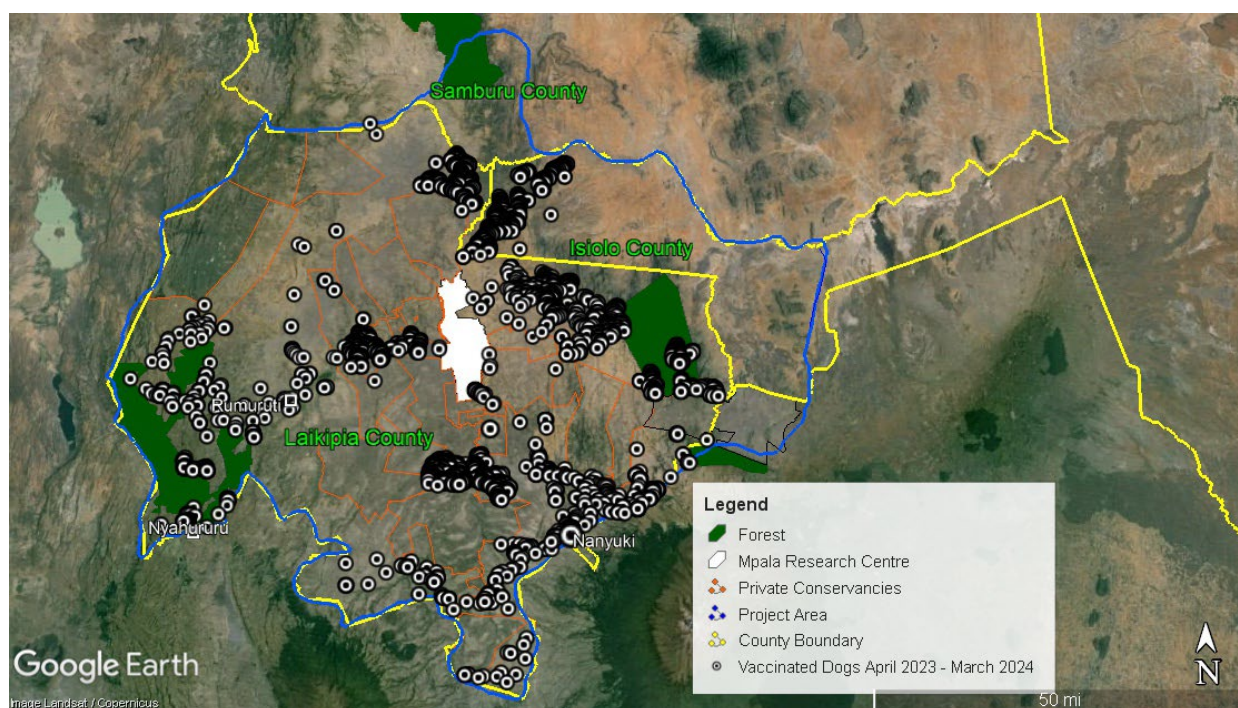 Samburu County
Isiolo County
Rumuruti
Laikipia County
Nyahururu
Nanyuki
Legend
Forest
Mpala Research Centre
Private Conservancies
Project Area
County Boundary
Vaccinated Dogs April 2023 - March 2024
N
Google Earth
Image Landsat / Copernicus
50 mi